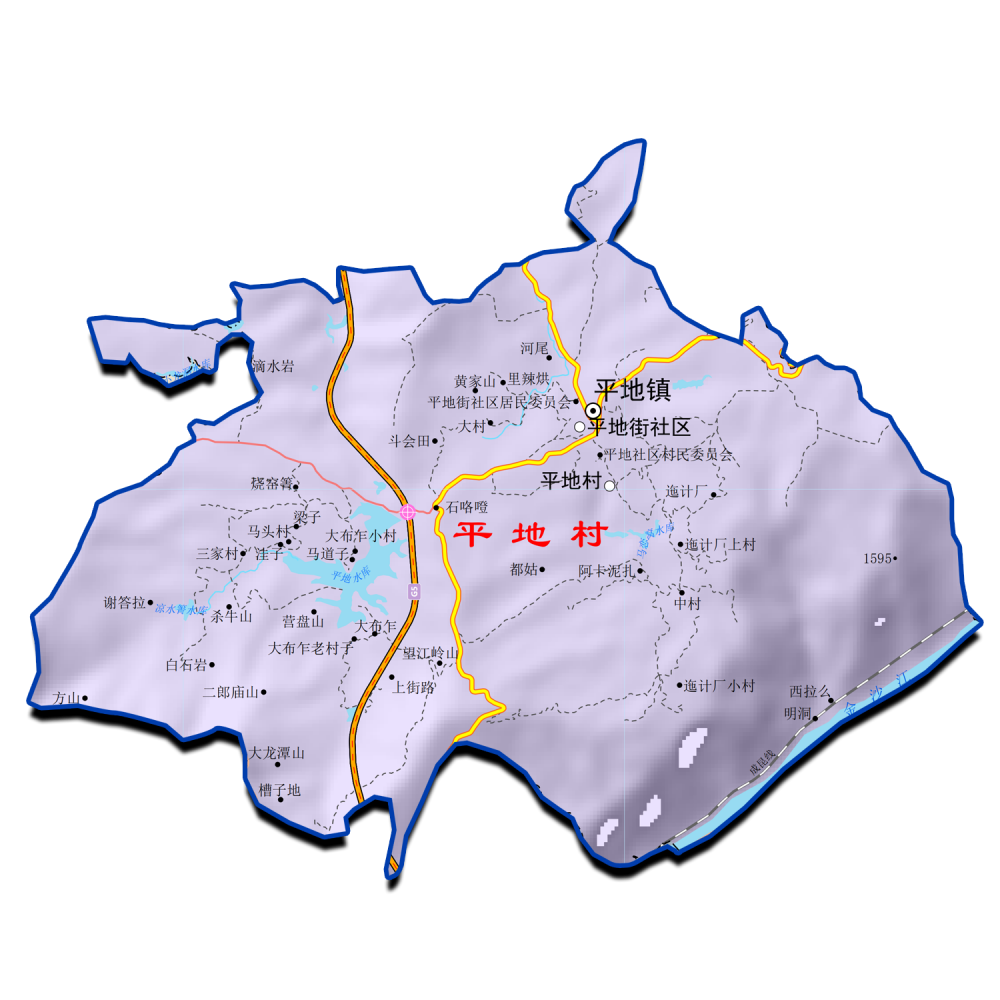 河尾
滴水岩
黄家山
里辣烘
平地镇
平地街社区居民委员会
大村
平地街社区
斗会田
平地社区村民委员会
烧窑箐
平地村
迤计厂
石咯噔
梁子
马头村
大布乍小村
平地村
三家村
洼子
马道子
马悲窝水库
迤计厂上村
1595
都姑
阿卡泥扎
平地水库
谢答拉
凉水箐水库
杀牛山
G5
中村
营盘山
大布乍
大布乍老村子
望江岭山
白石岩
上街路
迤计厂小村
方山
二郎庙山
西拉么
明洞
金沙江
大龙潭山
成昆线
槽子地